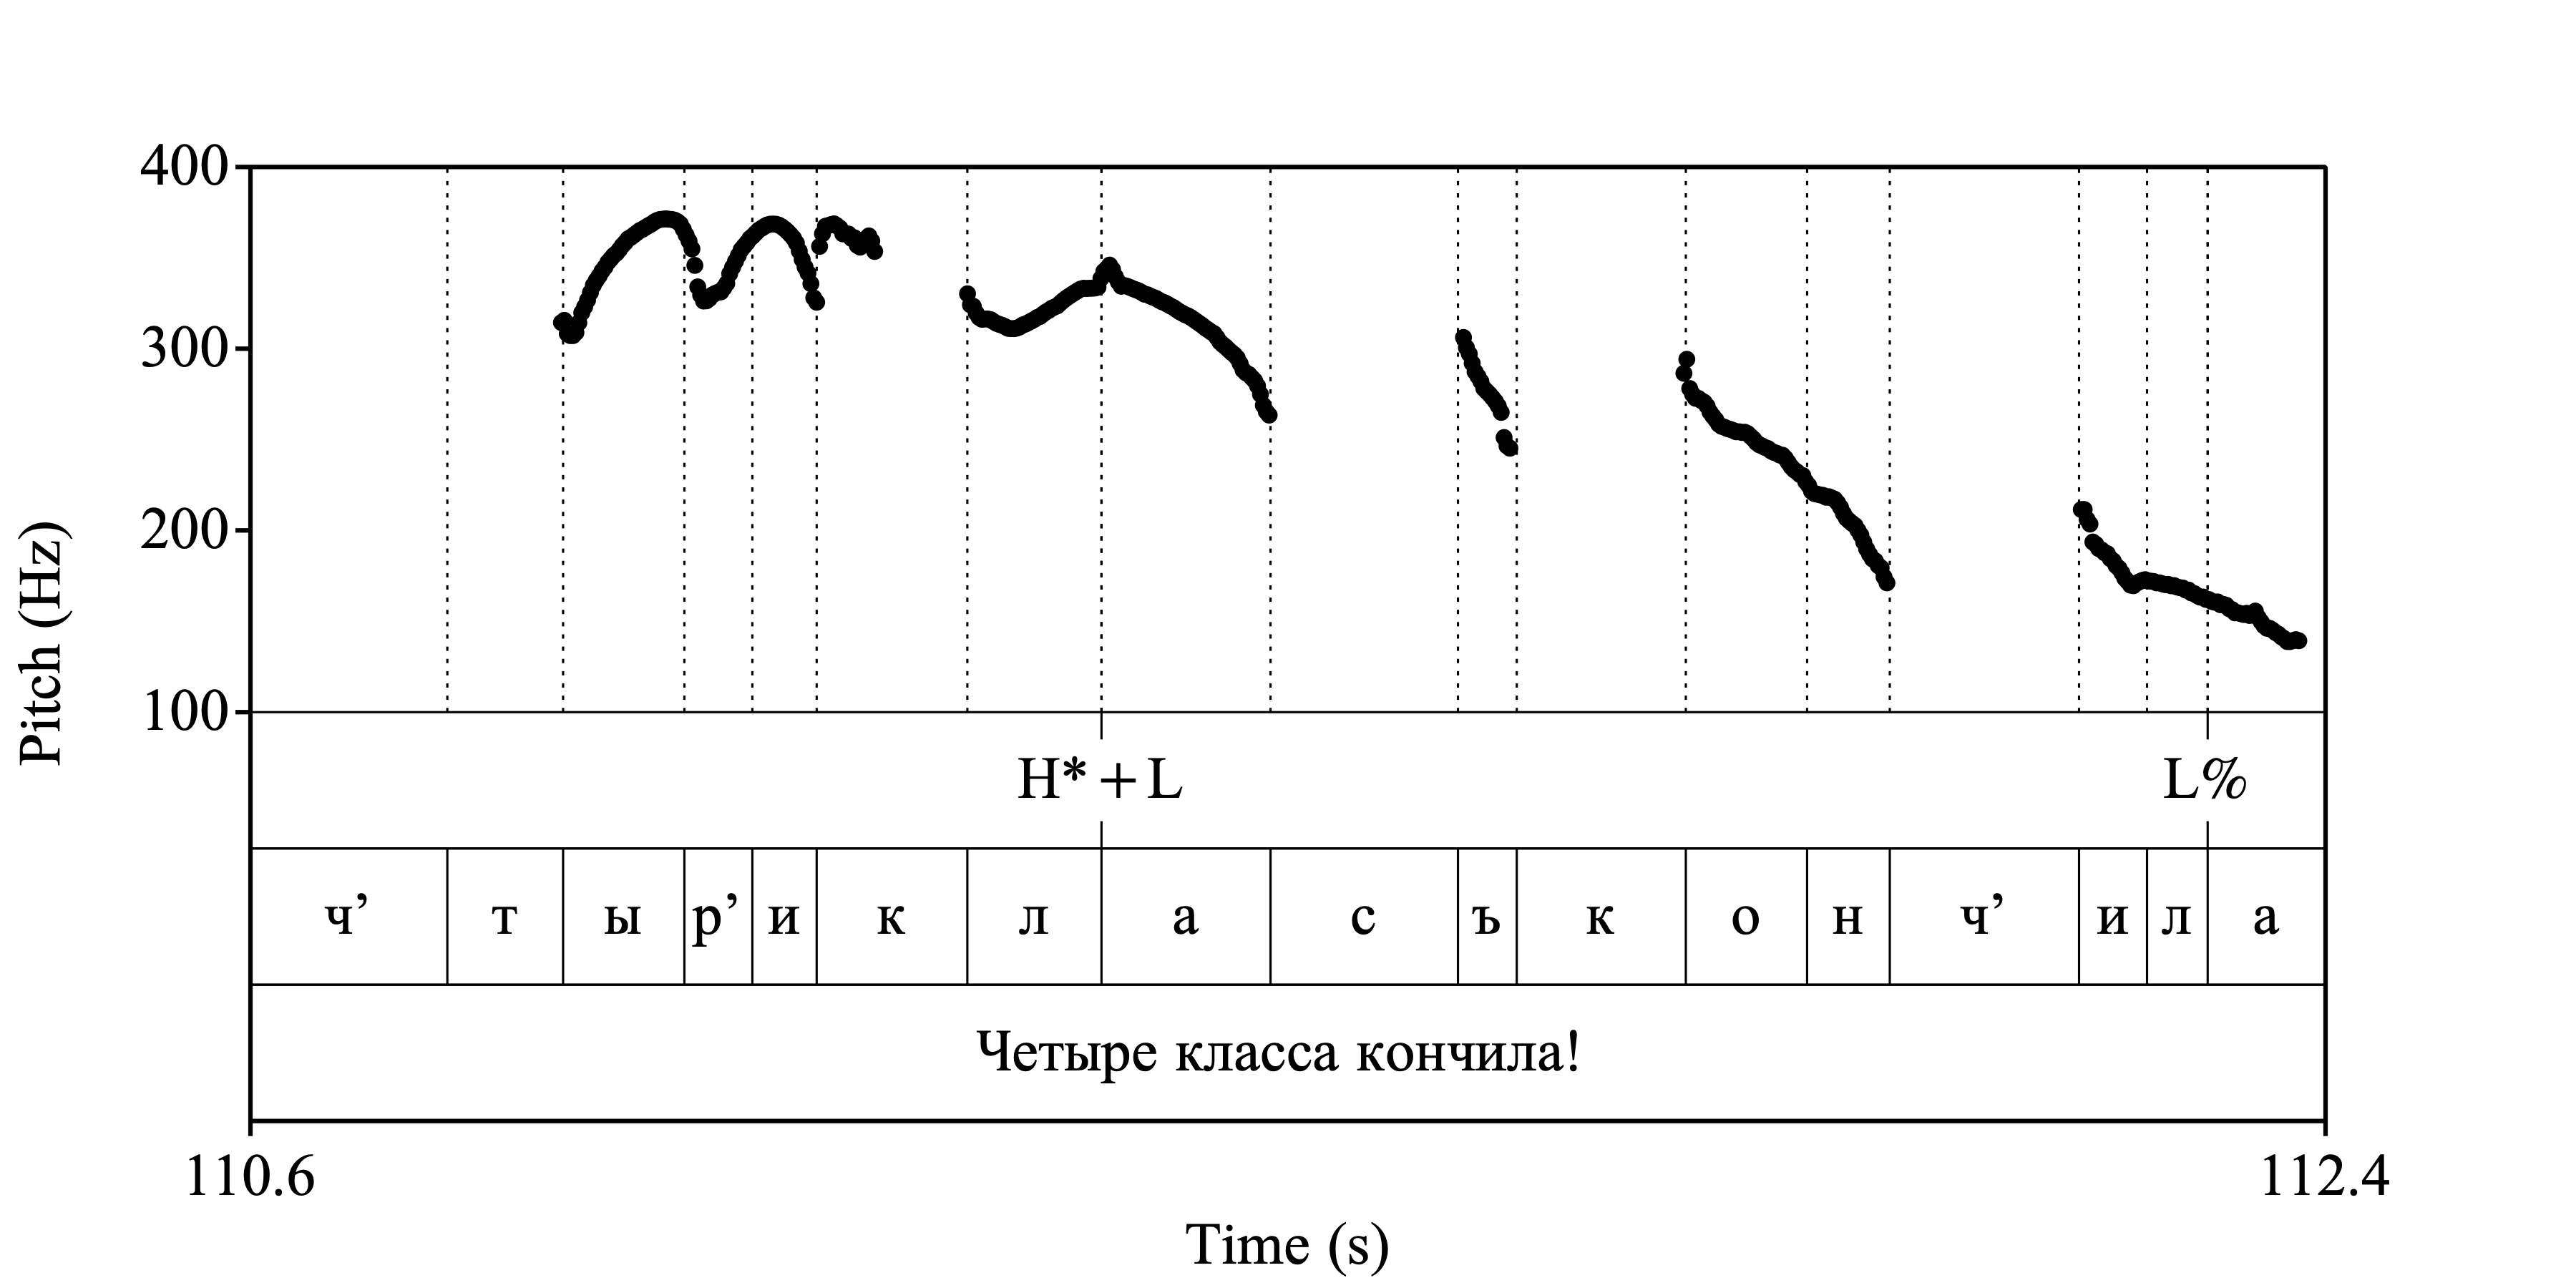 400
300
200
100
Pitch (Hz)
H* + L L%
ч’ т ы р’ и к л а с ъ к о н ч’ и л а
Четыре класса кончила!
110.6 112.4
Time (s)